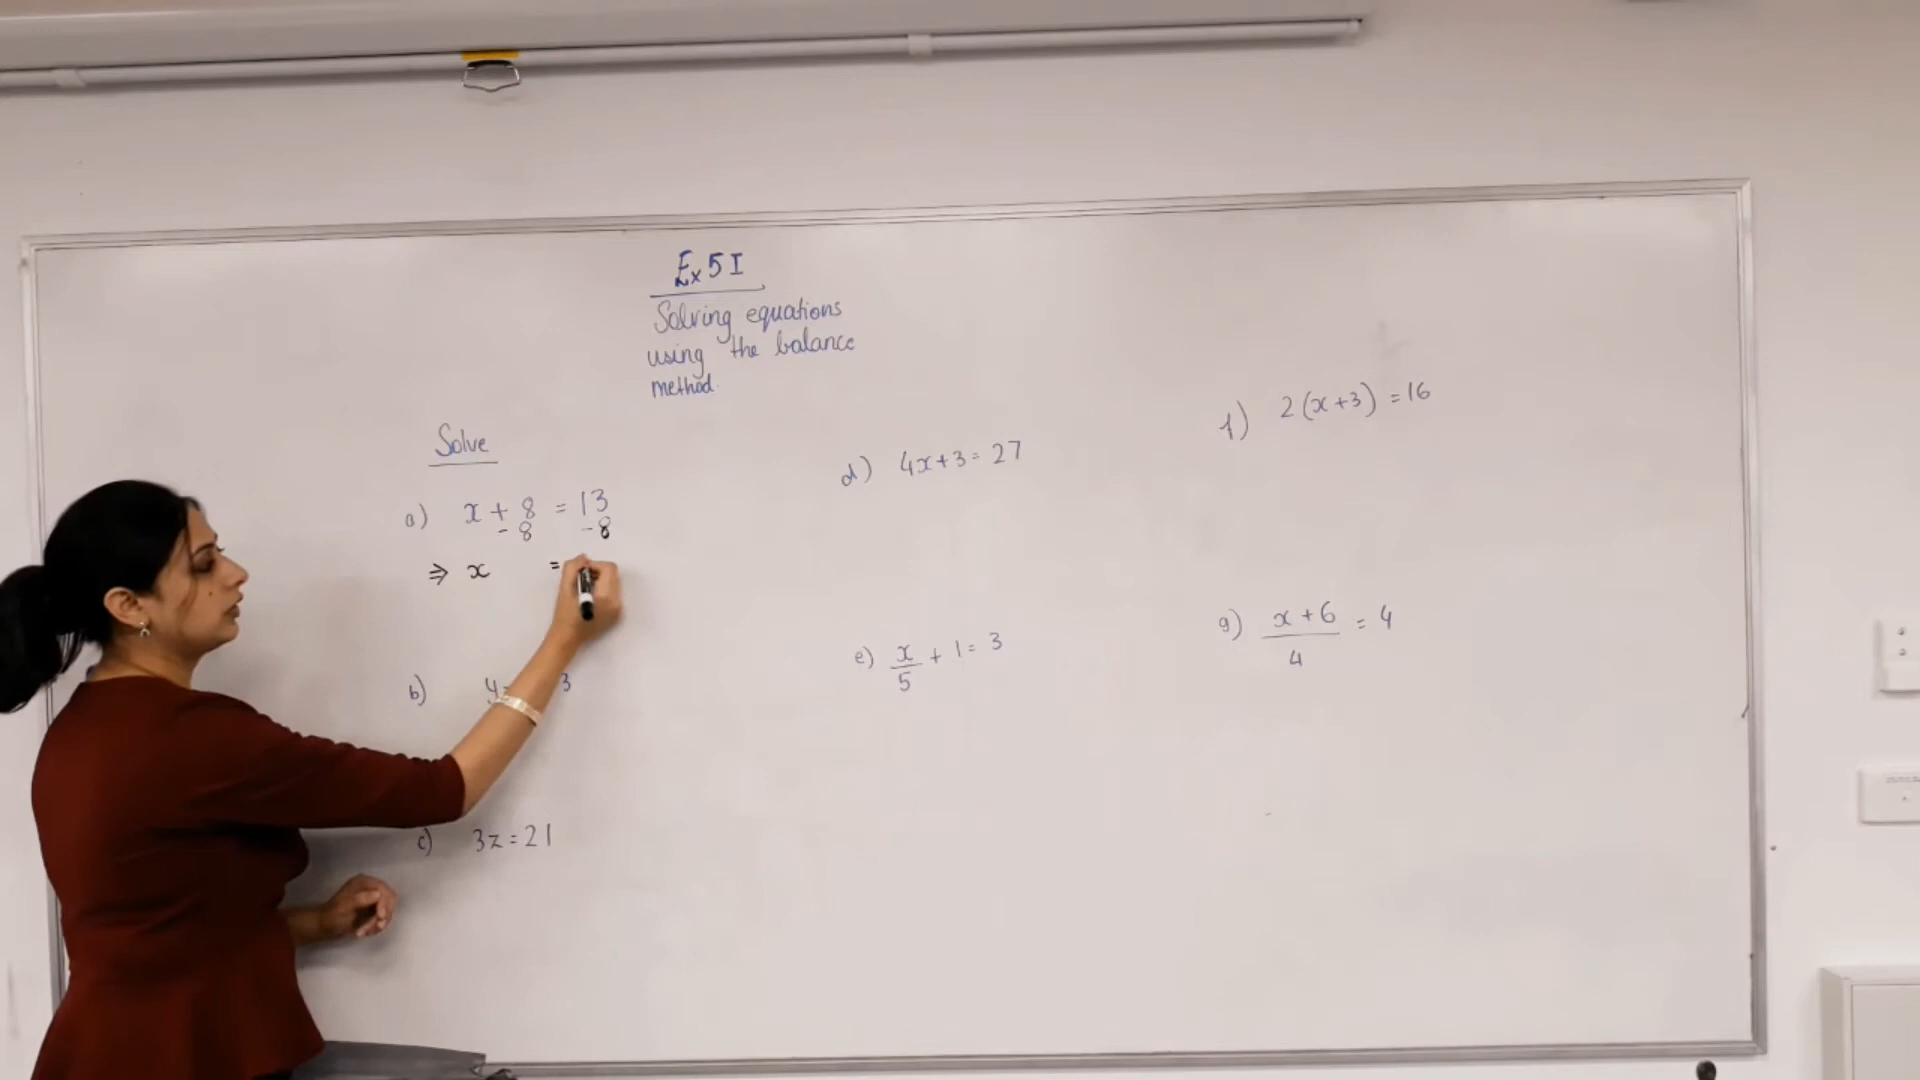 Ex 5I
Solving equations
using the balance
method.
Solve
a) x + 8 = 13
- 8 - 8
⇒ x =
b) 3
c) 3z = 21
d) 4x + 3 = 27
e) x/5 + 1 = 3
f) 2(x+3) = 16
g) x + 6 / 4 = 4